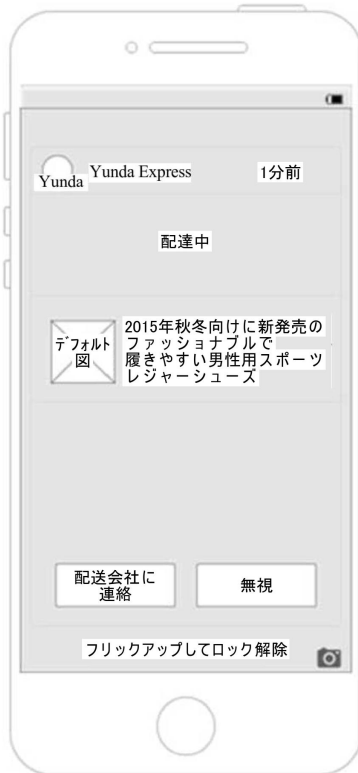 Yunda
Yunda Express
1分前
配達中
デフォルト
図
2015年秋冬向けに新発売の
ファッショナブルで
履きやすい男性用スポーツ
レジャーシューズ
配送会社に
連絡
無視
フリックアップしてロック解除